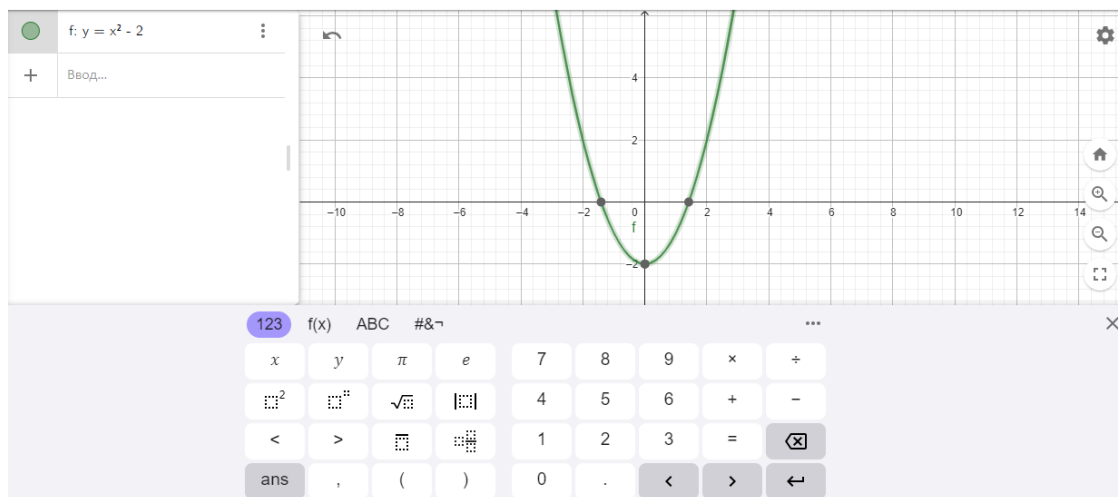 f: y = x² - 2
Ввод...
4
2
–10 –8 –6 –4 –2 0 2 4 6 8 10 12 14
f
–2
123 f(x) ABC #&¬
x y π e 7 8 9 × ÷
² √ | | 4 5 6 + −
< > 1 2 3 =
ans , ( ) 0 . < >